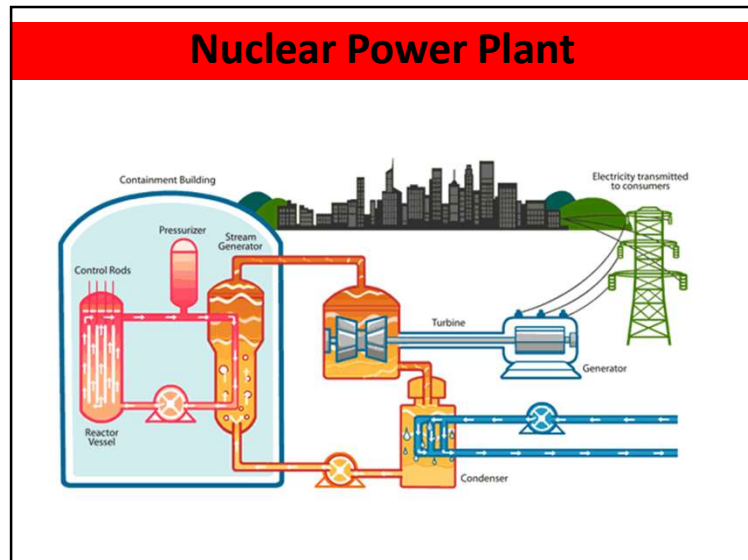 Nuclear Power Plant
Containment Building
Electricity transmitted
to consumers
Pressurizer
Stream
Generator
Control Rods
Turbine
Generator
Reactor
Vessel
Condenser